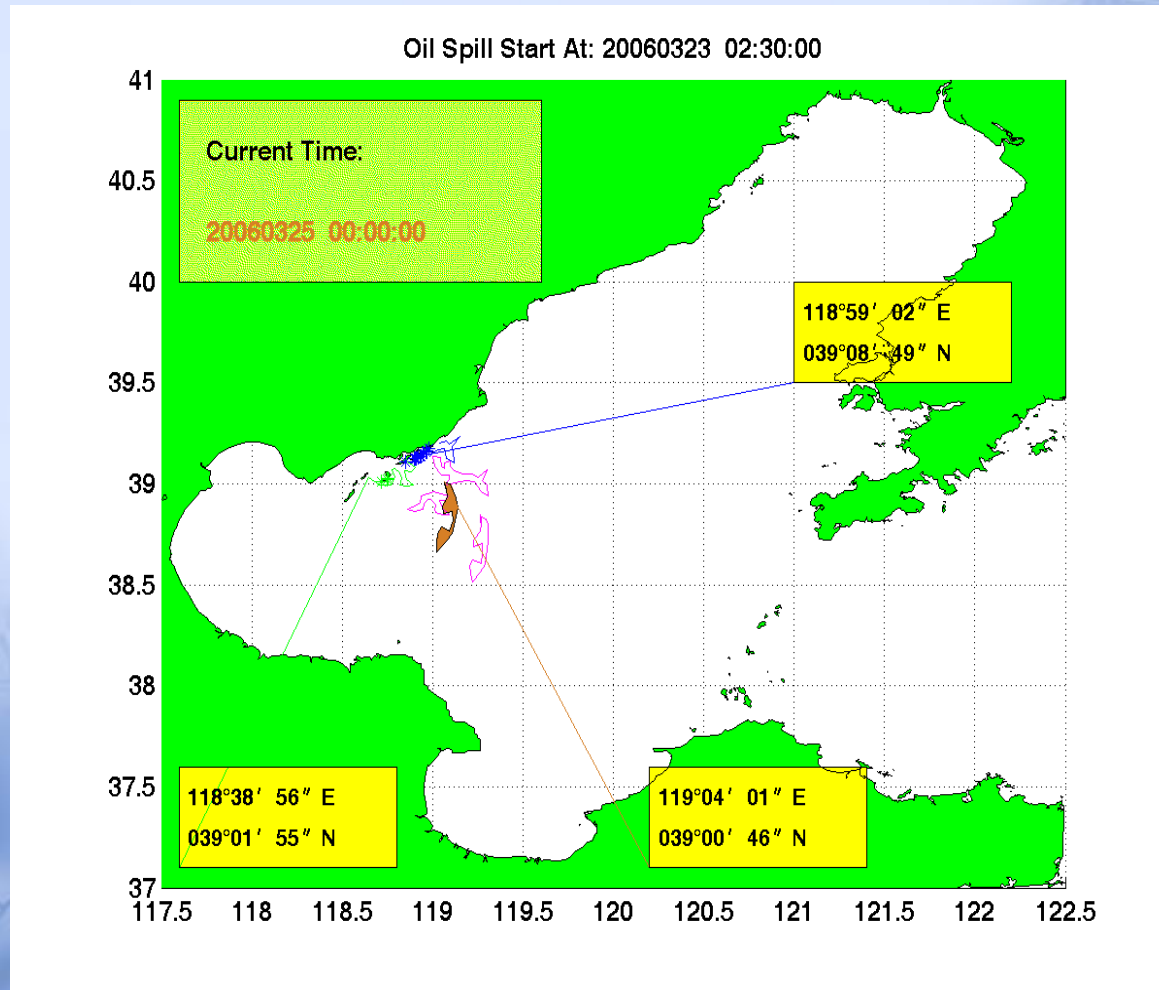 Oil Spill Start At: 20060323 02:30:00
41
Current Time:
40.5
20060325 00:00:00
40
118°59′ 02″ E
039°08′ 49″ N
39.5
39
38.5
38
37.5
118°38′ 56″ E
039°01′ 55″ N
119°04′ 01″ E
039°00′ 46″ N
37
117.5 118 118.5 119 119.5 120 120.5 121 121.5 122 122.5